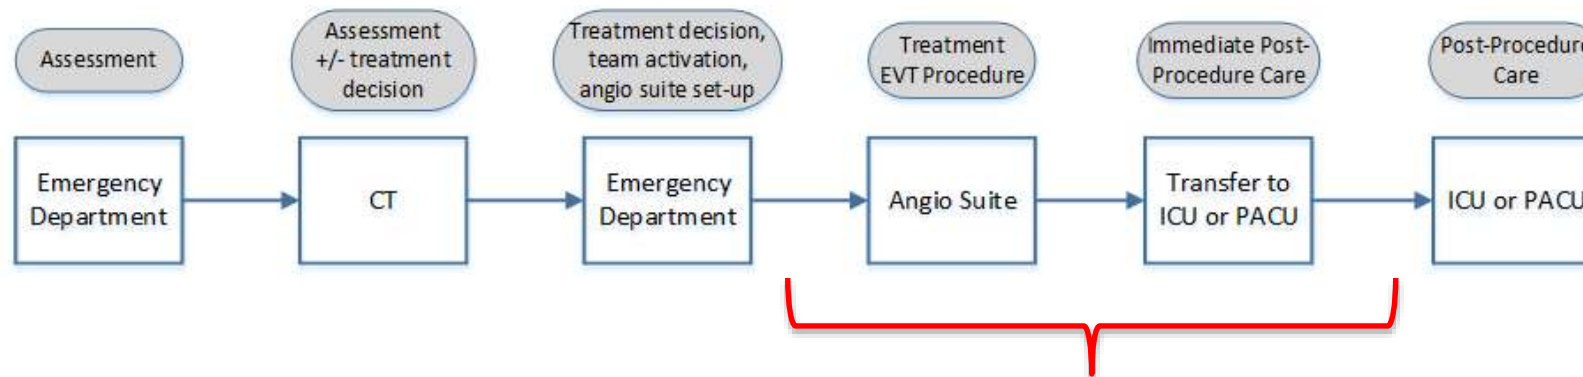 Assessment
Assessment
+/- treatment
decision
Treatment decision,
team activation,
angio suite set-up
Treatment
EVT Procedure
Immediate Post-
Procedure Care
Post-Procedure
Care
Emergency
Department
CT
Emergency
Department
Angio Suite
Transfer to
ICU or PACU
ICU or PACU